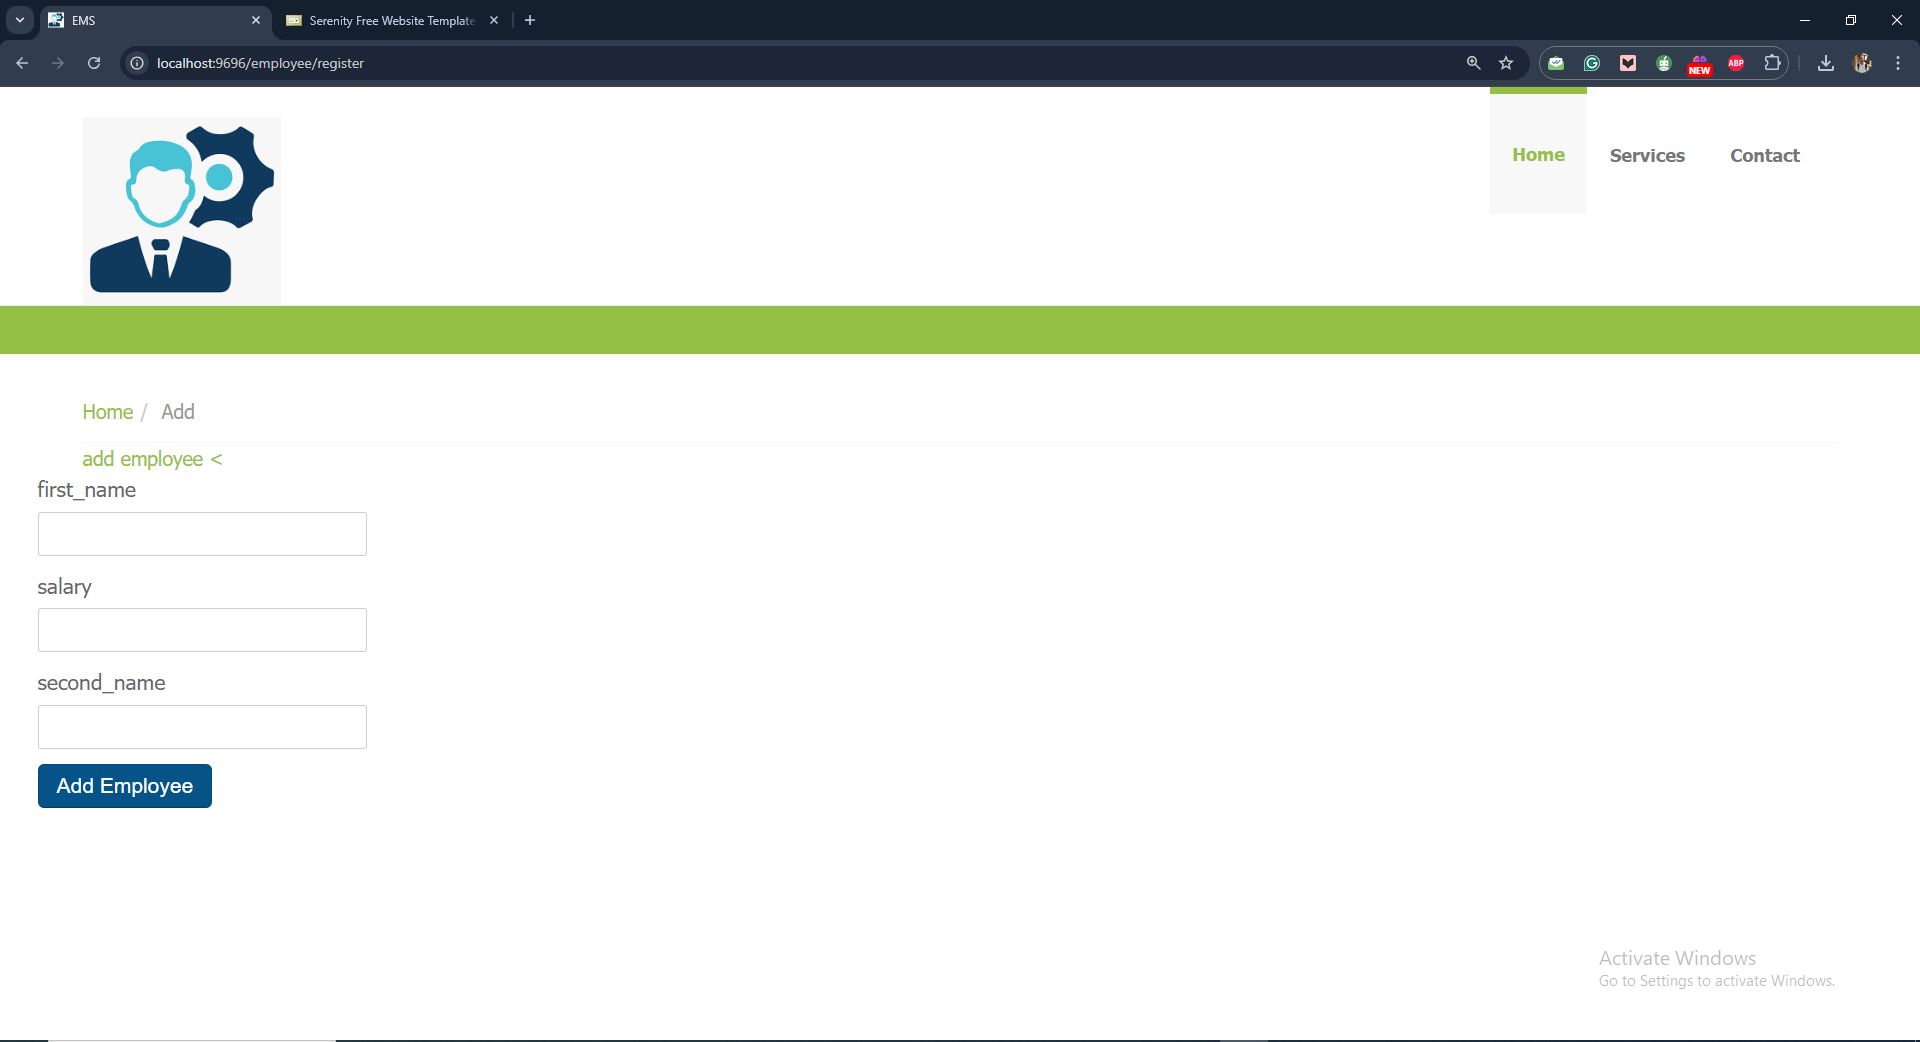 EMS
Serenity Free Website Template
localhost:9696/employee/register
NEW
ABP
Home
Services
Contact
Home / Add
add employee <
first_name
salary
second_name
Add Employee
Activate Windows
Go to Settings to activate Windows.